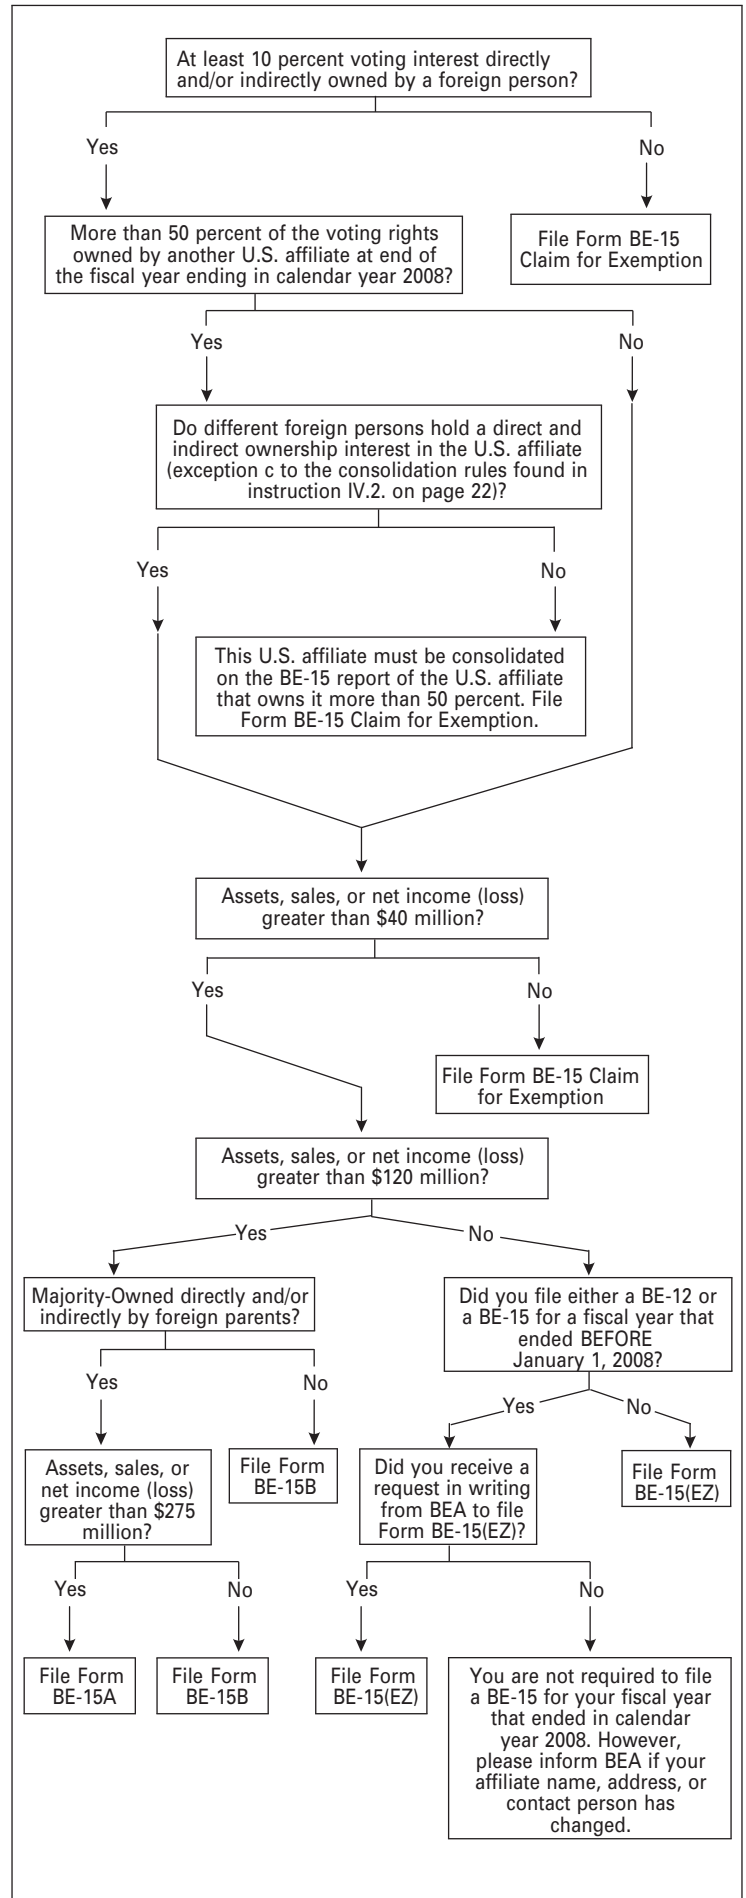 At least 10 percent voting interest directly
and/or indirectly owned by a foreign person?
Yes
No
More than 50 percent of the voting rights
owned by another U.S. affiliate at end of
the fiscal year ending in calendar year 2008?
File Form BE-15
Claim for Exemption
Yes
No
Do different foreign persons hold a direct and
indirect ownership interest in the U.S. affiliate
(exception c to the consolidation rules found in
instruction IV.2. on page 22)?
Yes
No
This U.S. affiliate must be consolidated
on the BE-15 report of the U.S. affiliate
that owns it more than 50 percent. File
Form BE-15 Claim for Exemption.
Assets, sales, or net income (loss)
greater than $40 million?
Yes
No
File Form BE-15 Claim
for Exemption
Assets, sales, or net income (loss)
greater than $120 million?
Yes
No
Majority-Owned directly and/or
indirectly by foreign parents?
Did you file either a BE-12 or
a BE-15 for a fiscal year that
ended BEFORE
January 1, 2008?
Yes
No
Yes
No
Assets, sales, or
net income (loss)
greater than $275
million?
File Form
BE-15B
Did you receive a
request in writing
from BEA to file
Form BE-15(EZ)?
File Form
BE-15(EZ)
Yes
No
Yes
No
File Form
BE-15A
File Form
BE-15B
File Form
BE-15(EZ)
You are not required to file
a BE-15 for your fiscal year
that ended in calendar
year 2008. However,
please inform BEA if your
affiliate name, address, or
contact person has
changed.